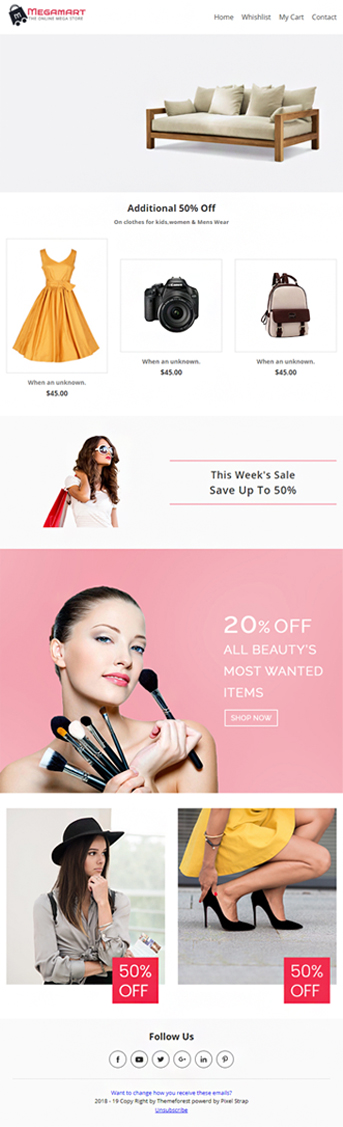 MEGAMART
THE ONLINE MEGA STORE
Home Whishlist My Cart Contact
Additional 50% Off
On clothes for kids,women & Mens Wear
When an unknown.
$45.00
When an unknown.
$45.00
When an unknown.
$45.00
This Week's Sale
Save Up To 50%
20% OFF
ALL BEAUTY'S
MOST WANTED
ITEMS
SHOP NOW
50%
OFF
50%
OFF
Follow Us
Want to change how you receive these emails?
2018 - 19 Copy Right by Themeforest powerd by Pixel Strap
Unsubscribe